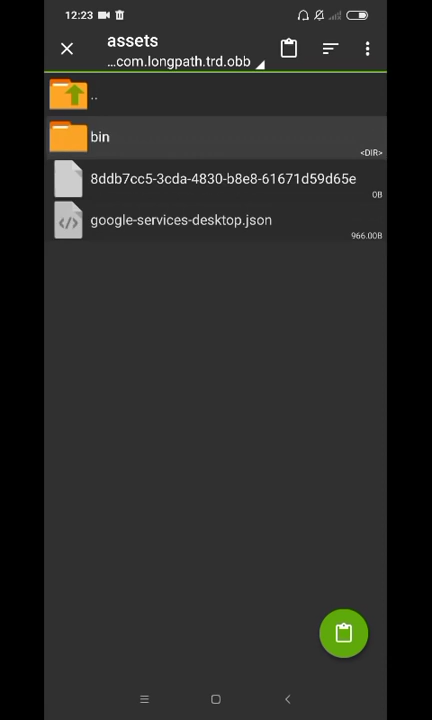 12:23
assets
...com.longpath.trd.obb
..
bin
<DIR>
8ddb7cc5-3cda-4830-b8e8-61671d59d65e
0B
google-services-desktop.json
966.00B